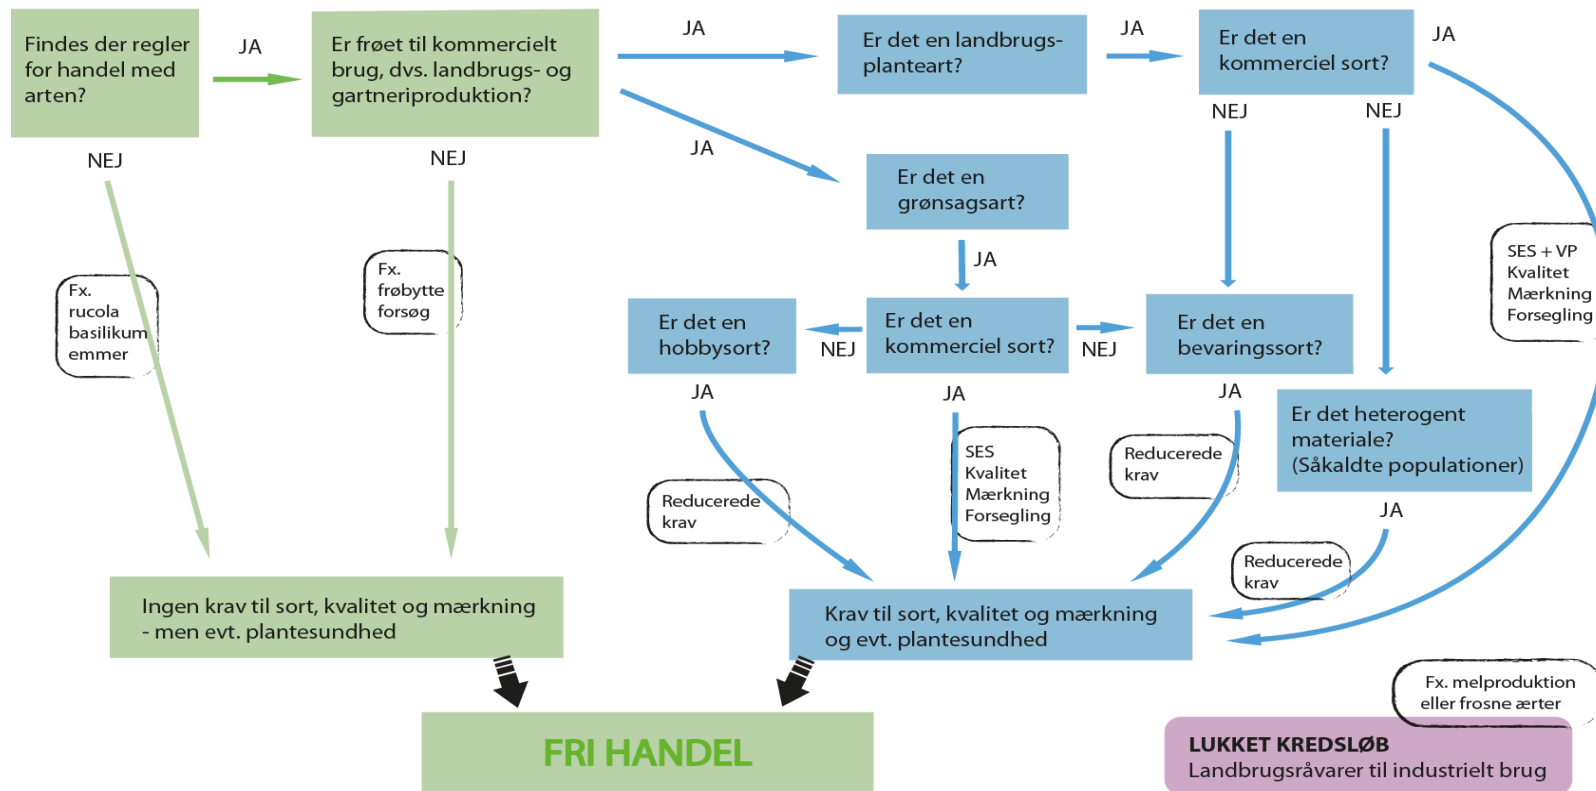 Findes der regler
for handel med
arten?
JA
Er frøet til kommercielt
brug, dvs. landbrugs- og
gartneriproduktion?
JA
Er det en landbrugs-
planteart?
JA
Er det en
kommerciel sort?
JA
NEJ
NEJ
JA
NEJ
NEJ
Er det en
grønsagsart?
JA
Fx.
rucola
basilikum
emmer
Fx.
frøbytte
forsøg
SES + VP
Kvalitet
Mærkning
Forsegling
Er det en
hobbysort?
NEJ
Er det en
kommerciel sort?
NEJ
Er det en
bevaringssort?
JA
JA
JA
Er det heterogent
materiale?
(Såkaldte populationer)
JA
Reducerede
krav
SES
Kvalitet
Mærkning
Forsegling
Reducerede
krav
Reducerede
krav
Ingen krav til sort, kvalitet og mærkning
- men evt. plantesundhed
Krav til sort, kvalitet og mærkning
og evt. plantesundhed
FRI HANDEL
Fx. melproduktion
eller frosne ærter
LUKKET KREDSLØB
Landbrugsråvarer til industrielt brug